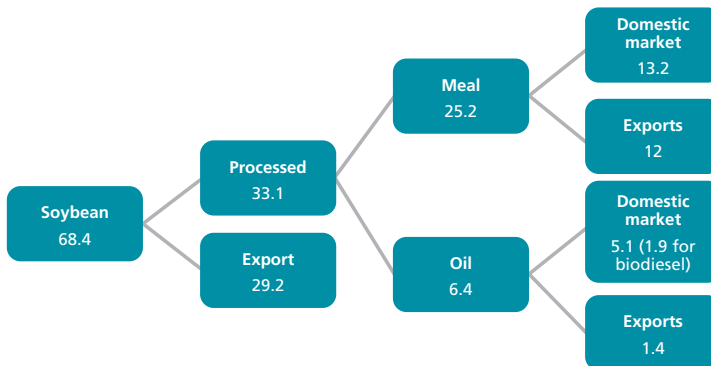 Soybean
68.4
Processed
33.1
Export
29.2
Meal
25.2
Oil
6.4
Domestic
market
13.2
Exports
12
Domestic
market
5.1 (1.9 for
biodiesel)
Exports
1.4